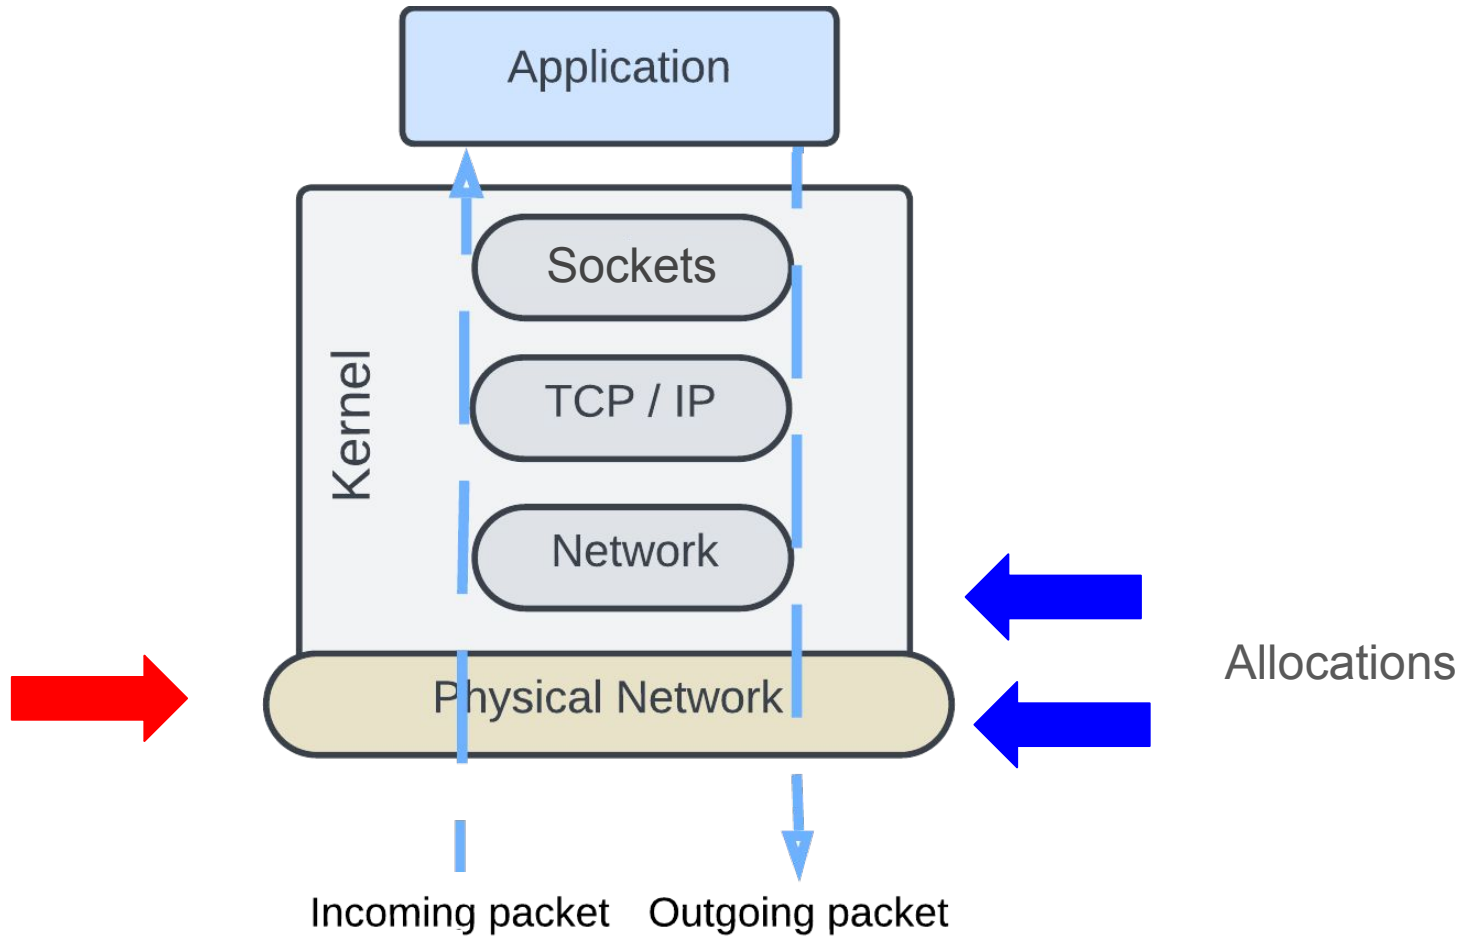 Application
Sockets
TCP / IP
Kernel
Network
Allocations
Physical Network
Incoming packet
Outgoing packet